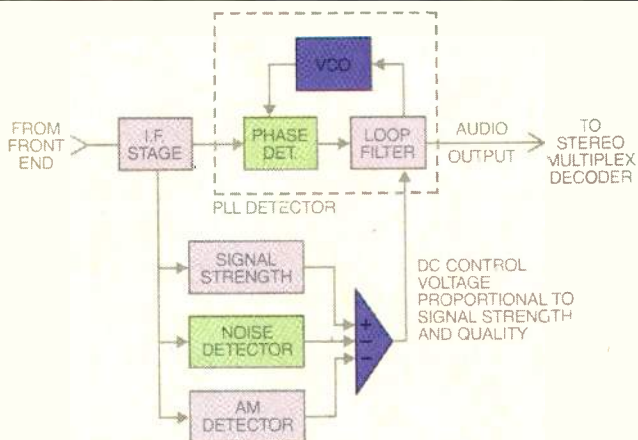 VCO
FROM
FRONT
END
I.F.
STAGE
PHASE
DET.
LOOP
FILTER
AUDIO
OUTPUT
TO
STEREO
MULTIPLEX
DECODER
PLL DETECTOR
SIGNAL
STRENGTH
NOISE
DETECTOR
AM
DETECTOR
+
−
−
DC CONTROL
VOLTAGE
PROPORTIONAL TO
SIGNAL STRENGTH
AND QUALITY